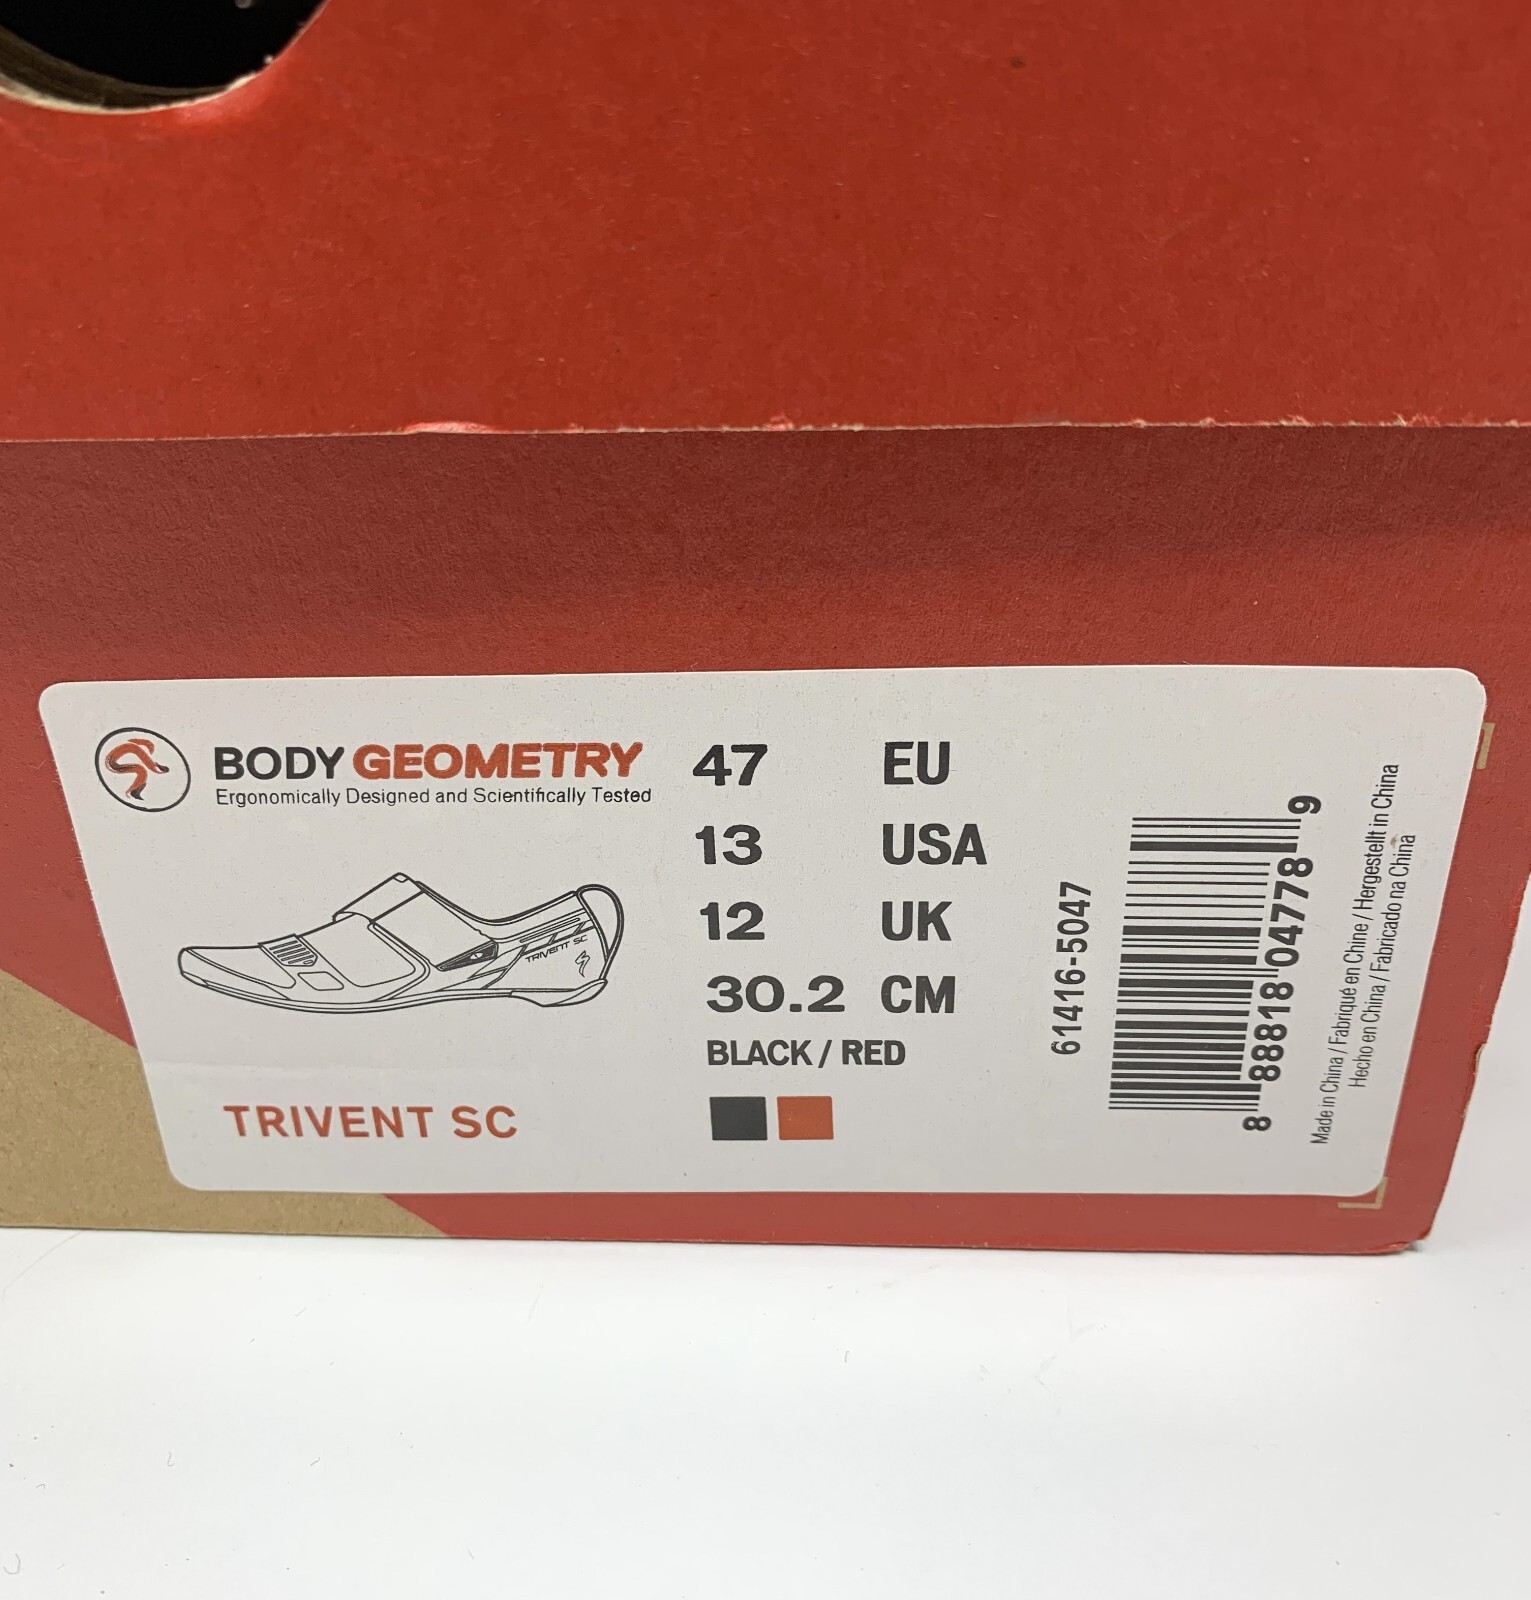 BODY GEOMETRY
Ergonomically Designed and Scientifically Tested
TRIVENT SC
TRIVENT SC
47 EU
13 USA
12 UK
30.2 CM
BLACK / RED
61416-5047
8 88818 04778 9
Made in China / Fabriqué en Chine / Hergestellt in China
Hecho en China / Fabricado na China